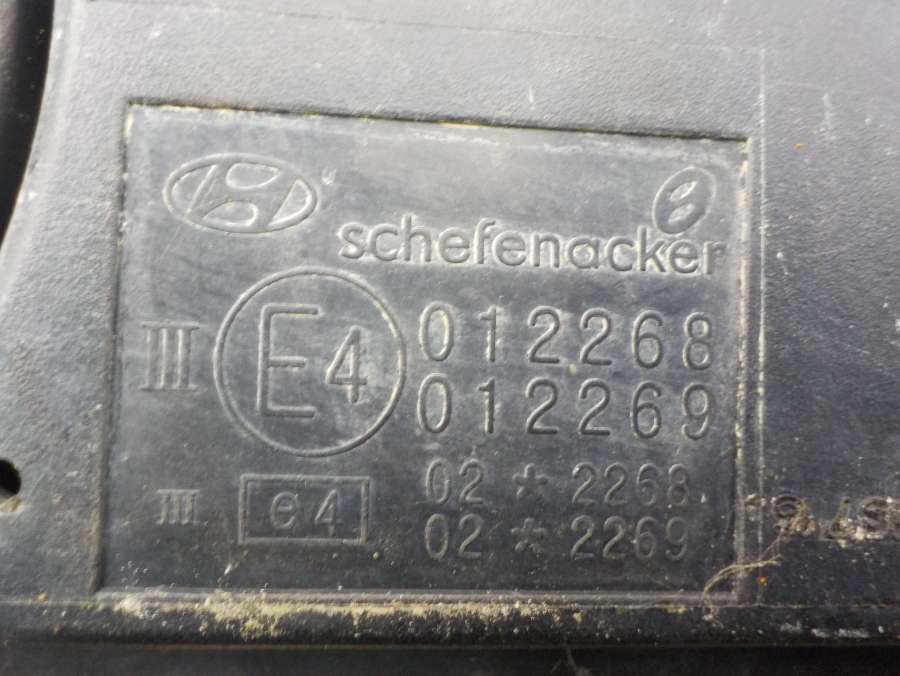 schefenacker
III E4 012268
012269
III e4 02 * 2268
02 * 2269